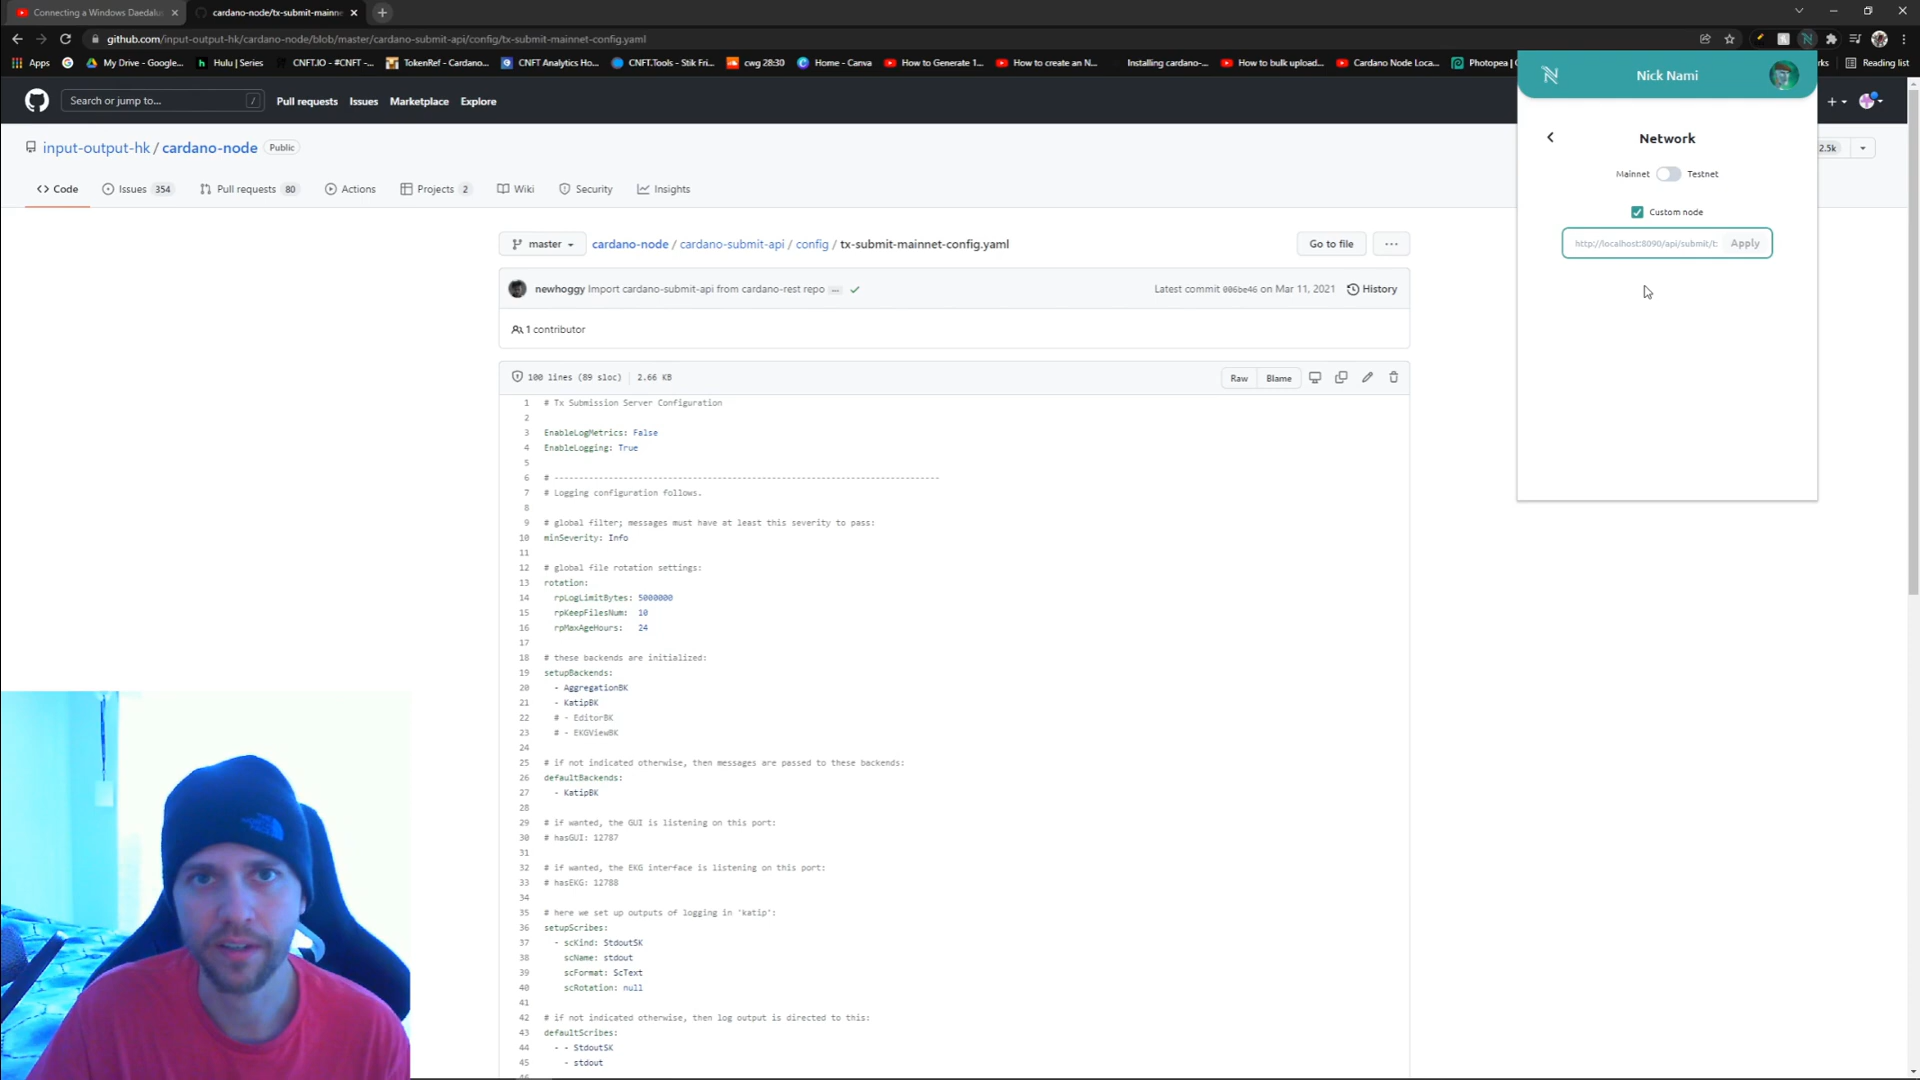 Connecting a Windows Daedalus
cardano-node/tx-submit-mainne
github.com/input-output-hk/cardano-node/blob/master/cardano-submit-api/config/tx-submit-mainnet-config.yaml
Apps
My Drive - Google...
Hulu | Series
CNFT.IO - #CNFT -...
TokenRef - Cardano...
CNFT Analytics Ho...
CNFT.Tools - Stik Fri...
cwg 28:30
Home - Canva
How to Generate 1...
How to create an N...
Installing cardano-...
How to bulk upload...
Cardano Node Loca...
Photopea |
Reading list
Search or jump to...
/
Pull requests
Issues
Marketplace
Explore
input-output-hk / cardano-node
Public
2.5k
<> Code
Issues 354
Pull requests 80
Actions
Projects 2
Wiki
Security
Insights
Nick Nami
Network
Mainnet
Testnet
Custom node
http://localhost:8090/api/submit/t:
Apply
master
cardano-node / cardano-submit-api / config / tx-submit-mainnet-config.yaml
Go to file
...
newhoggy Import cardano-submit-api from cardano-rest repo ...
Latest commit 006be46 on Mar 11, 2021
History
1 contributor
100 lines (89 sloc) | 2.66 KB
Raw
Blame
1 # Tx Submission Server Configuration
2
3 EnableLogMetrics: False
4 EnableLogging: True
5
6 # ------------------------------------------------------------------------------
7 # Logging configuration follows.
8
9 # global filter; messages must have at least this severity to pass:
10 minSeverity: Info
11
12 # global file rotation settings:
13 rotation:
14 rpLogLimitBytes: 5000000
15 rpKeepFilesNum: 10
16 rpMaxAgeHours: 24
17
18 # these backends are initialized:
19 setupBackends:
20 - AggregationBK
21 - KatipBK
22 # - EditorBK
23 # - EKGViewBK
24
25 # if not indicated otherwise, then messages are passed to these backends:
26 defaultBackends:
27 - KatipBK
28
29 # if wanted, the GUI is listening on this port:
30 # hasGUI: 12787
31
32 # if wanted, the EKG interface is listening on this port:
33 # hasEKG: 12788
34
35 # here we set up outputs of logging in 'katip':
36 setupScribes:
37 - scKind: StdoutSK
38 scName: stdout
39 scFormat: ScText
40 scRotation: null
41
42 # if not indicated otherwise, then log output is directed to this:
43 defaultScribes:
44 - - StdoutSK
45 - stdout